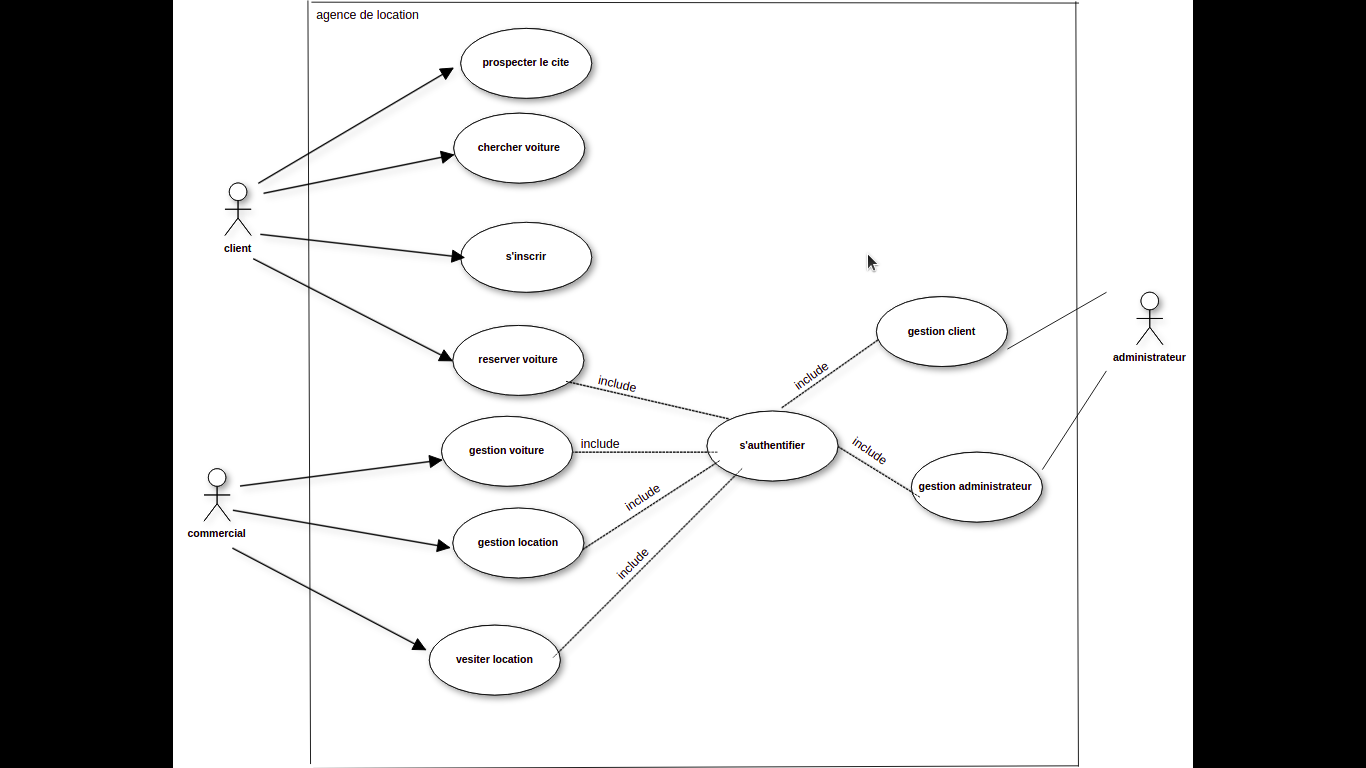 agence de location
prospecter le cite
chercher voiture
client
s'inscrir
reserver voiture
include
gestion voiture
include
commercial
gestion location
include
vesiter location
include
s'authentifier
include
gestion client
include
gestion administrateur
administrateur